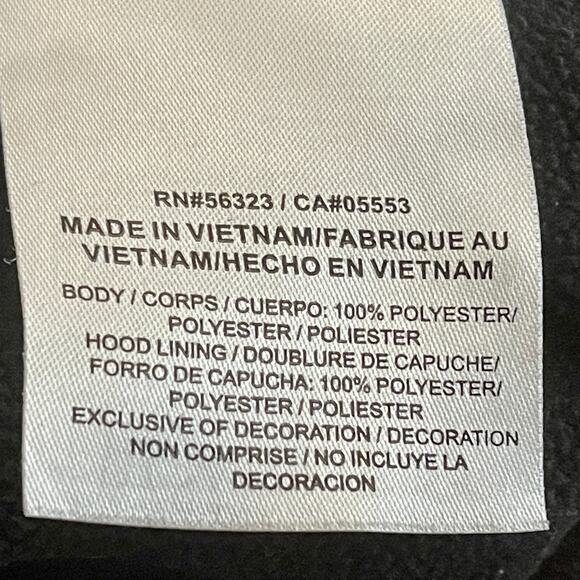 RN#56323 / CA#05553
MADE IN VIETNAM/FABRIQUE AU
VIETNAM/HECHO EN VIETNAM
BODY / CORPS / CUERPO: 100% POLYESTER/
POLYESTER / POLIESTER
HOOD LINING / DOUBLURE DE CAPUCHE/
FORRO DE CAPUCHA: 100% POLYESTER/
POLYESTER / POLIESTER
EXCLUSIVE OF DECORATION / DECORATION
NON COMPRISE / NO INCLUYE LA
DECORACION